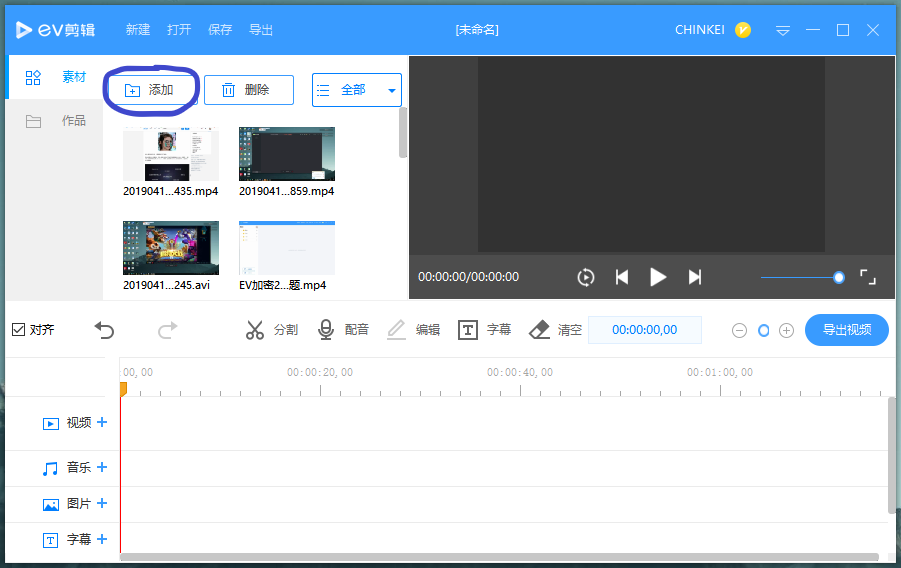 EV剪辑 新建 打开 保存 导出 [未命名] CHINKEI
素材 添加 删除 全部
作品
2019041...435.mp4 2019041...859.mp4
2019041...245.avi EV加密2...题.mp4
00:00:00/00:00:00
对齐 分割 配音 编辑 T 字幕 清空 00:00:00,00 导出视频
00,00 00:00:20,00 00:00:40,00 00:01:00,00
视频 +
音乐 +
图片 +
T 字幕 +